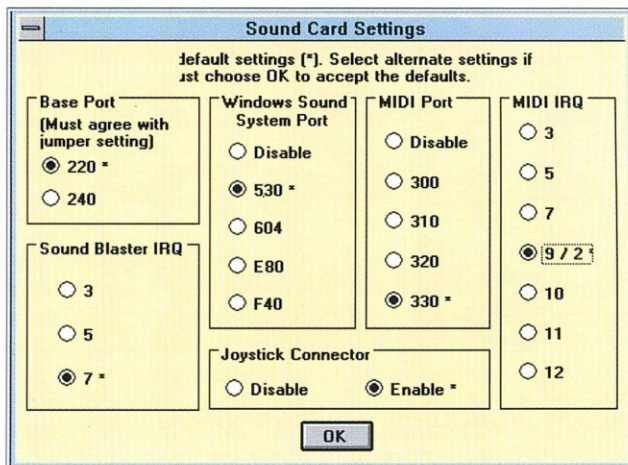 Sound Card Settings
default settings (*). Select alternate settings if
ust choose OK to accept the defaults.
Base Port
(Must agree with
jumper setting)
220 *
240
Sound Blaster IRQ
3
5
7 *
Windows Sound
System Port
Disable
530 *
604
E80
F40
MIDI Port
Disable
300
310
320
330 *
MIDI IRQ
3
5
7
9 / 2 *
10
11
12
Joystick Connector
Disable
Enable *
OK